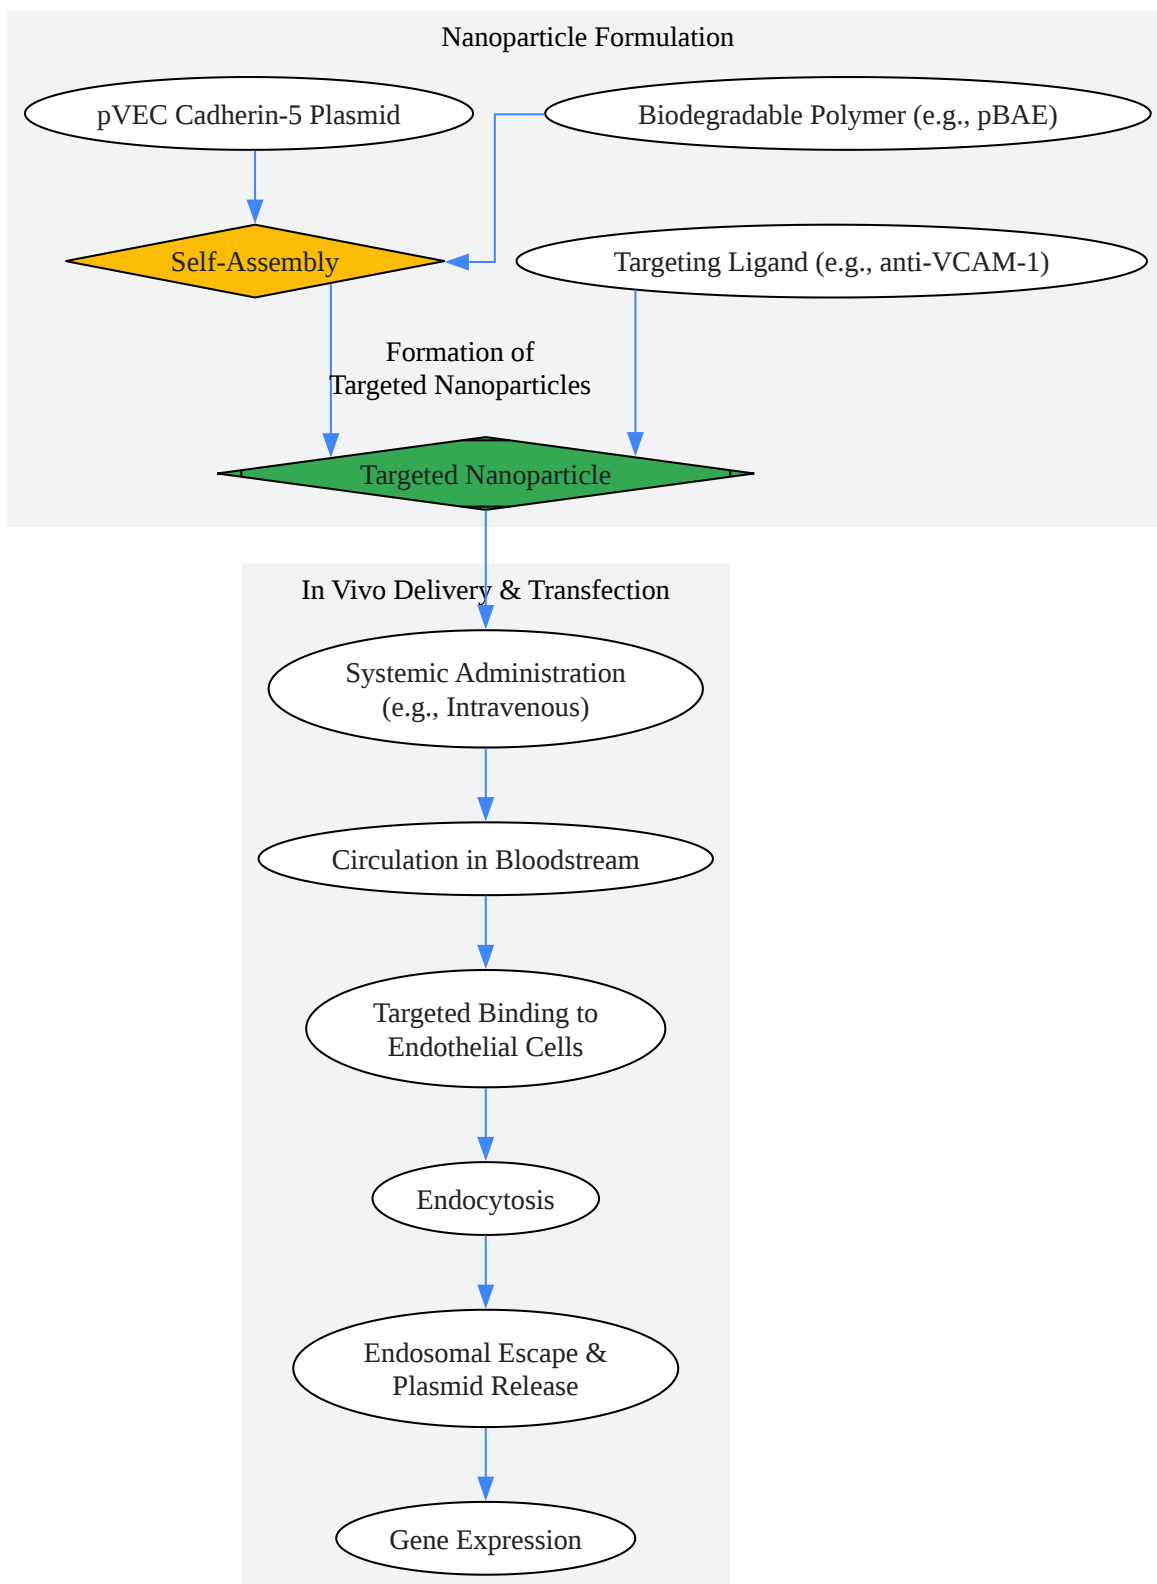 Nanoparticle Formulation
pVEC Cadherin-5 Plasmid
Biodegradable Polymer (e.g., pBAE)
Self-Assembly
Targeting Ligand (e.g., anti-VCAM-1)
Formation of
Targeted Nanoparticles
Targeted Nanoparticle
In Vivo Delivery & Transfection
Systemic Administration
(e.g., Intravenous)
Circulation in Bloodstream
Targeted Binding to
Endothelial Cells
Endocytosis
Endosomal Escape &
Plasmid Release
Gene Expression